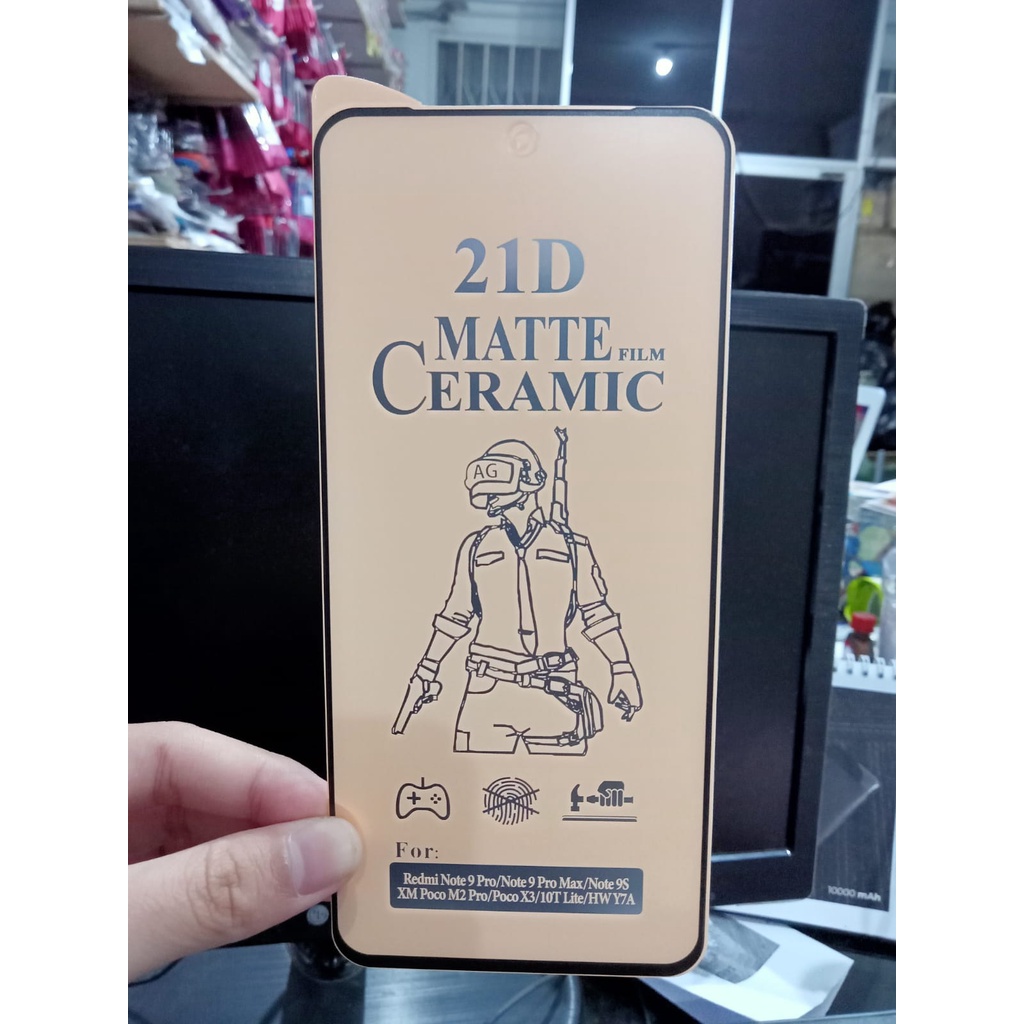 21D
MATTE FILM
CERAMIC
AG
For:
Redmi Note 9 Pro/Note 9 Pro Max/Note 9S
XM Poco M2 Pro/Poco X3/10T Lite/HW Y7A
10000 mAh